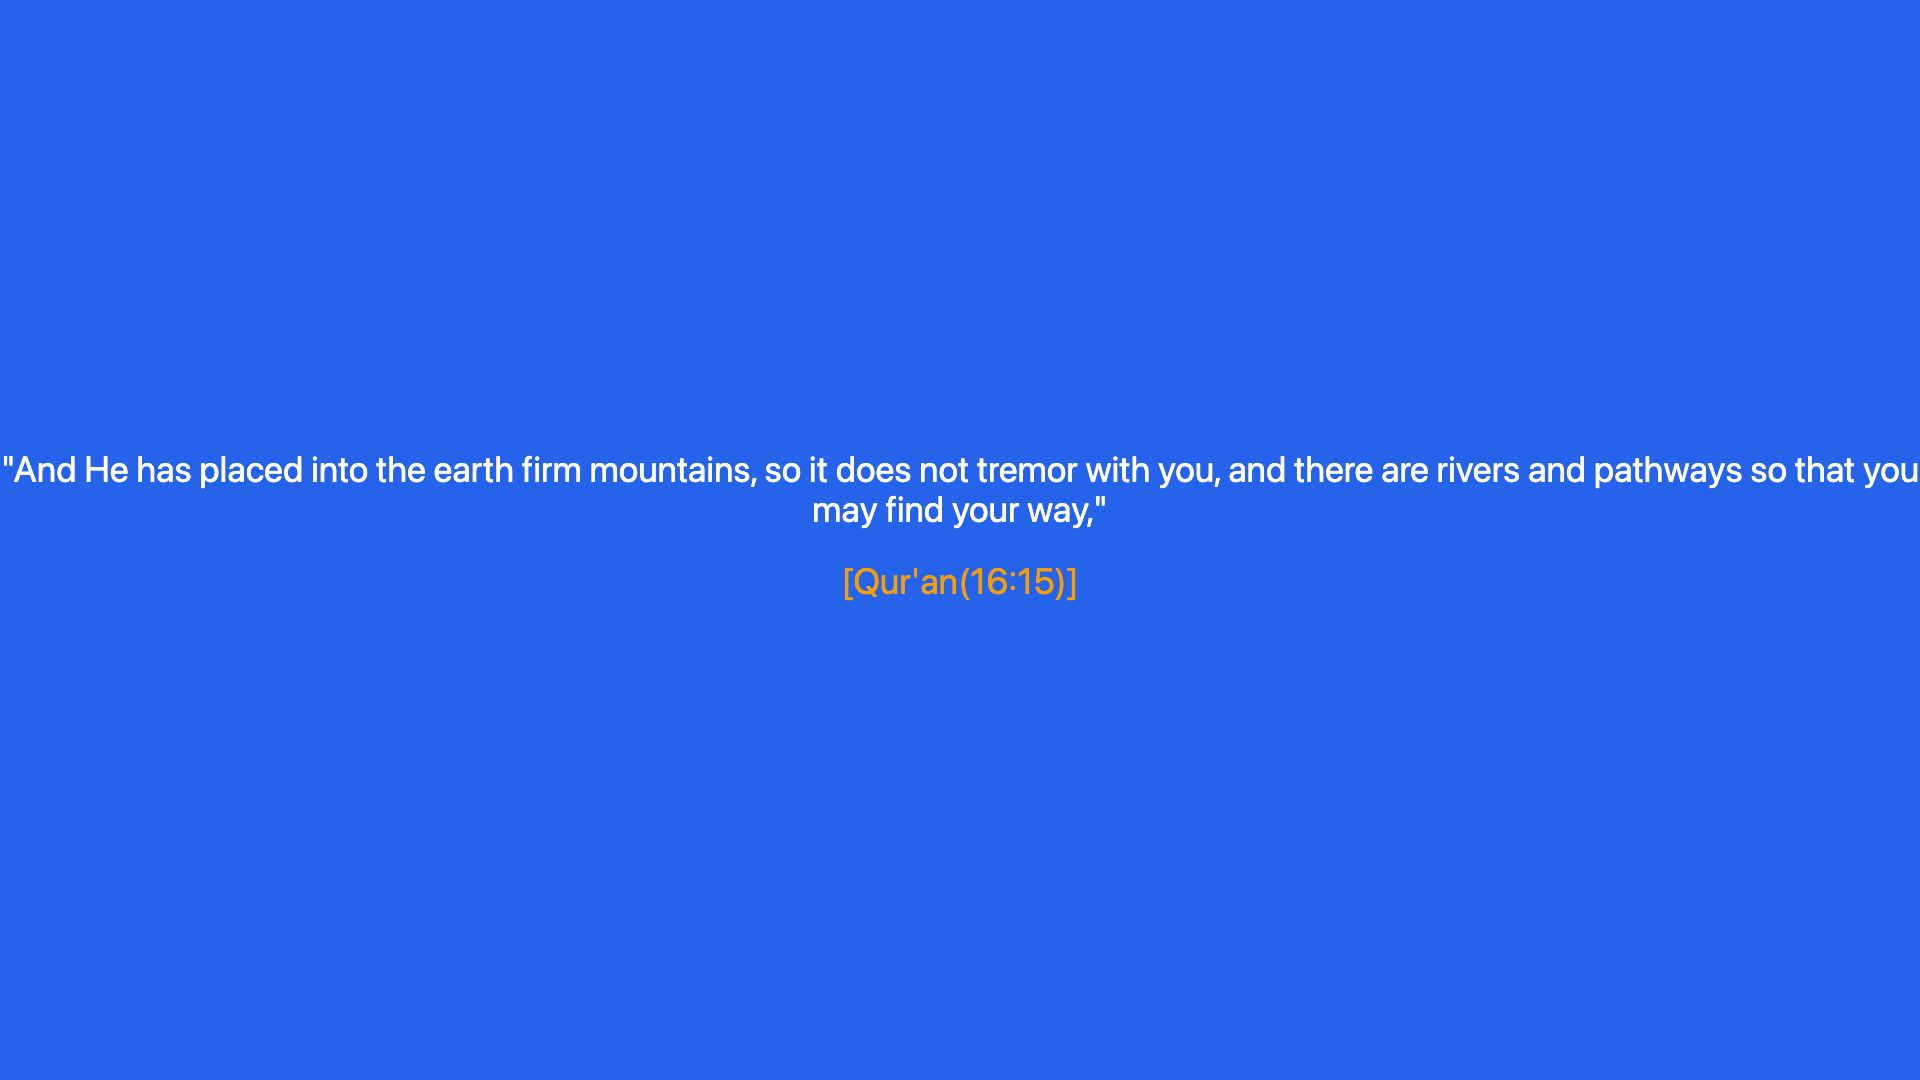 "And He has placed into the earth firm mountains, so it does not tremor with you, and there are rivers and pathways so that you
may find your way,"
[Qur'an(16:15)]